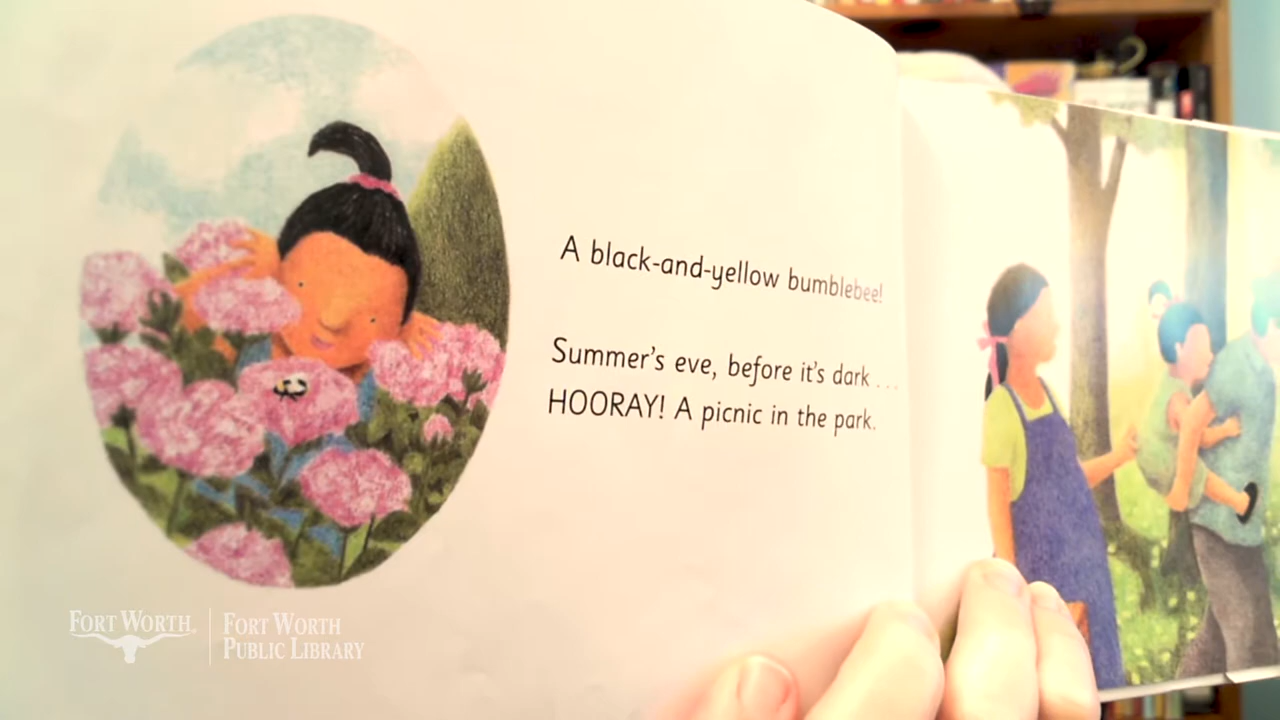 A black-and-yellow bumblebee!
Summer's eve, before it's dark . . .
HOORAY! A picnic in the park.
FORT WORTH.
FORT WORTH
PUBLIC LIBRARY